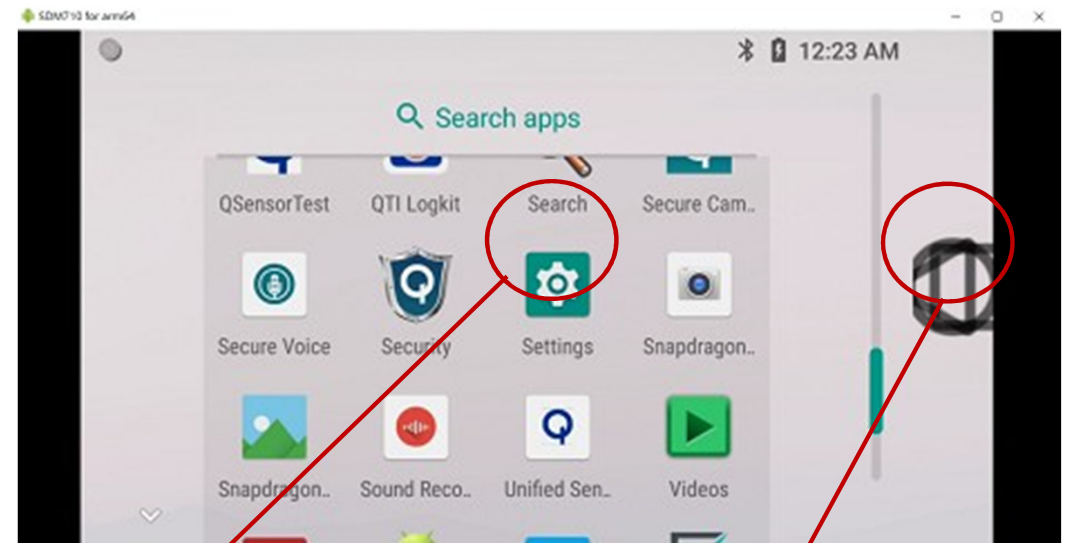 SDM710 for arm64
12:23 AM
Search apps
QSensorTest QTI Logkit Search Secure Cam..
Secure Voice Security Settings Snapdragon..
Snapdragon.. Sound Reco.. Unified Sen.. Videos